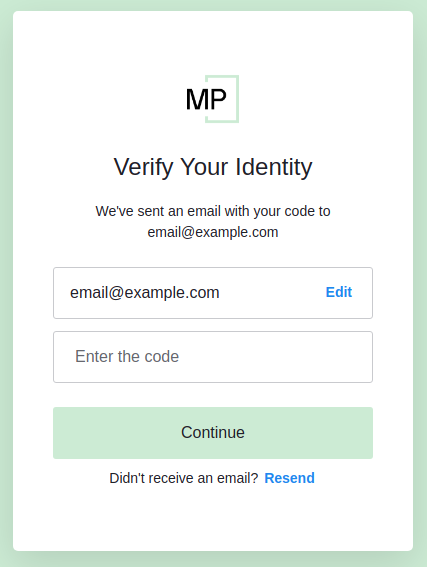 MP
Verify Your Identity
We've sent an email with your code to
email@example.com
email@example.com Edit
Enter the code
Continue
Didn't receive an email? Resend